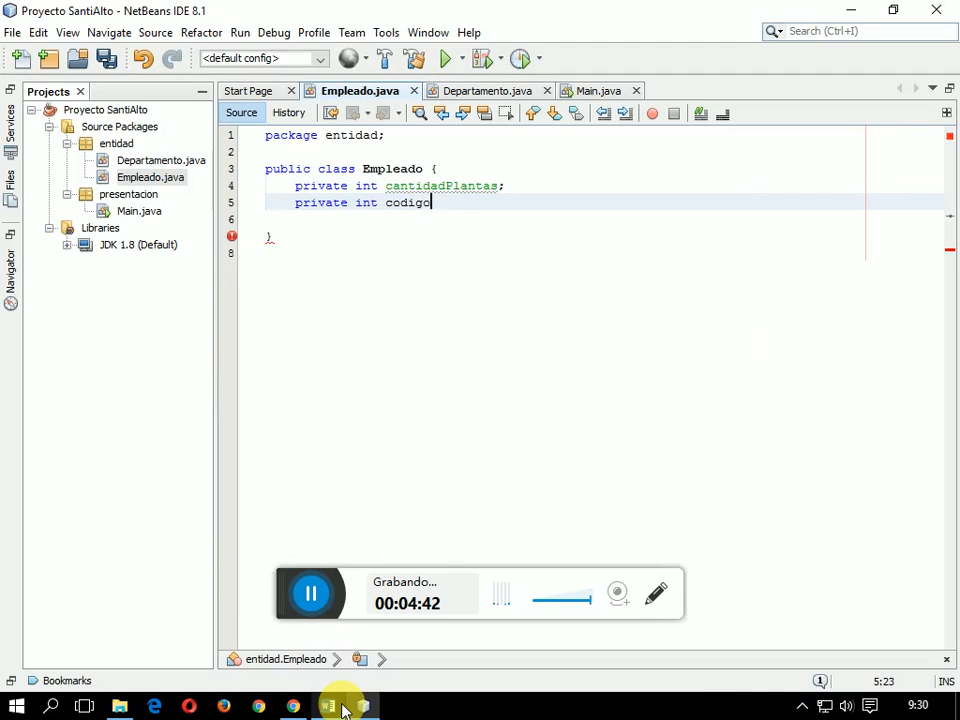 Proyecto SantiAlto - NetBeans IDE 8.1
File Edit View Navigate Source Refactor Run Debug Profile Team Tools Window Help
Search (Ctrl+I)
<default config>
Projects
Start Page
Empleado.java
Departamento.java
Main.java
Services
Files
Navigator
Proyecto SantiAlto
Source Packages
entidad
Departamento.java
Empleado.java
presentacion
Main.java
Libraries
JDK 1.8 (Default)
Source
History
1 package entidad;
2
3 public class Empleado {
4 private int cantidadPlantas;
5 private int codigo
6
}
8
Grabando...
00:04:42
entidad.Empleado
Bookmarks
1
5:23
INS
9:30